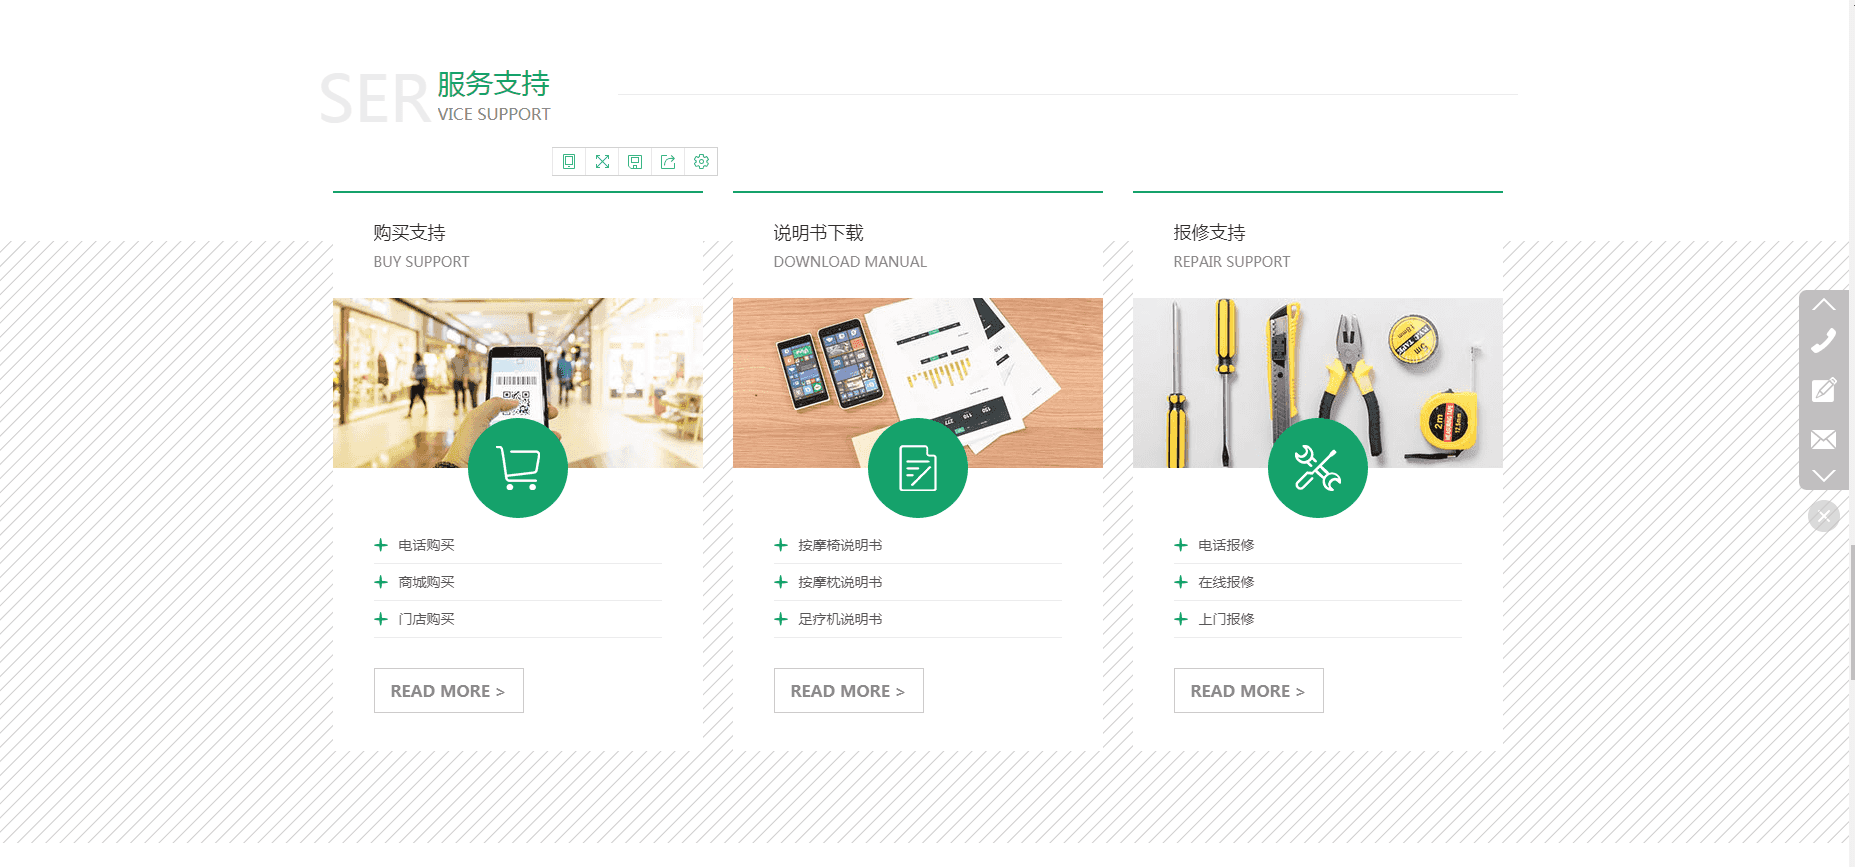 SER 服务支持
VICE SUPPORT
购买支持
BUY SUPPORT
说明书下载
DOWNLOAD MANUAL
报修支持
REPAIR SUPPORT
电话购买
商城购买
门店购买
READ MORE >
按摩椅说明书
按摩枕说明书
足疗机说明书
READ MORE >
电话报修
在线报修
上门报修
READ MORE >